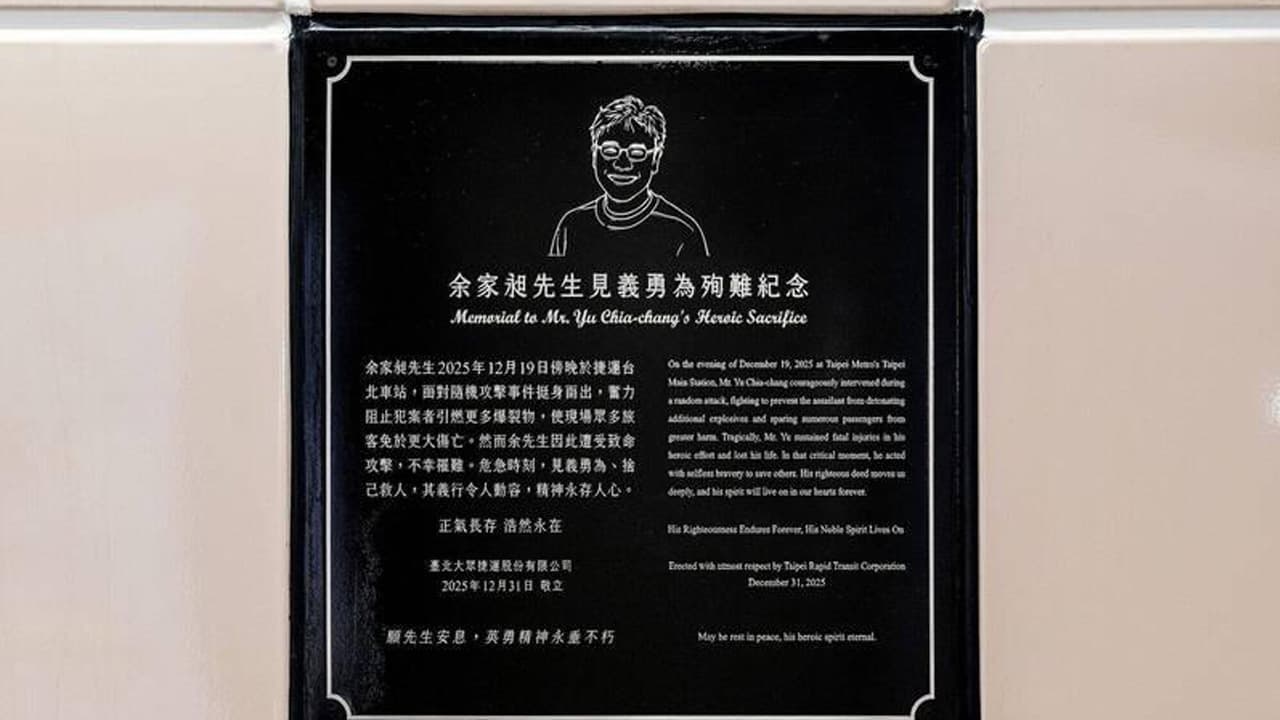 余家昶先生見義勇為殉難紀念
Memorial to Mr. Yu Chia-chang's Heroic Sacrifice
余家昶先生2025年12月19日傍晚於捷運台
北車站，面對隨機攻擊事件挺身而出，奮力
阻止犯案者引燃更多爆裂物，使現場眾多旅
客免於更大傷亡。然而余先生因此遭受致命
攻擊，不幸罹難。危急時刻，見義勇為、捨
己救人，其義行令人動容，精神永存人心。
正氣長存 浩然永在
臺北大眾捷運股份有限公司
2025年12月31日 敬立
願先生安息，英勇精神永垂不朽
On the evening of December 19, 2025 at Taipei Metro's Taipei
Main Station, Mr. Yu Chia-chang courageously intervened during
a random attack, fighting to prevent the assailant from detonating
additional explosives and sparing numerous passengers from
greater harm. Tragically, Mr. Yu sustained fatal injuries in his
heroic effort and lost his life. In that critical moment, he acted
with selfless bravery to save others. His righteous deed moves us
deeply, and his spirit will live on in our hearts forever.
His Righteousness Endures Forever, His Noble Spirit Lives On
Erected with utmost respect by Taipei Rapid Transit Corporation
December 31, 2025
May he rest in peace, his heroic spirit eternal.